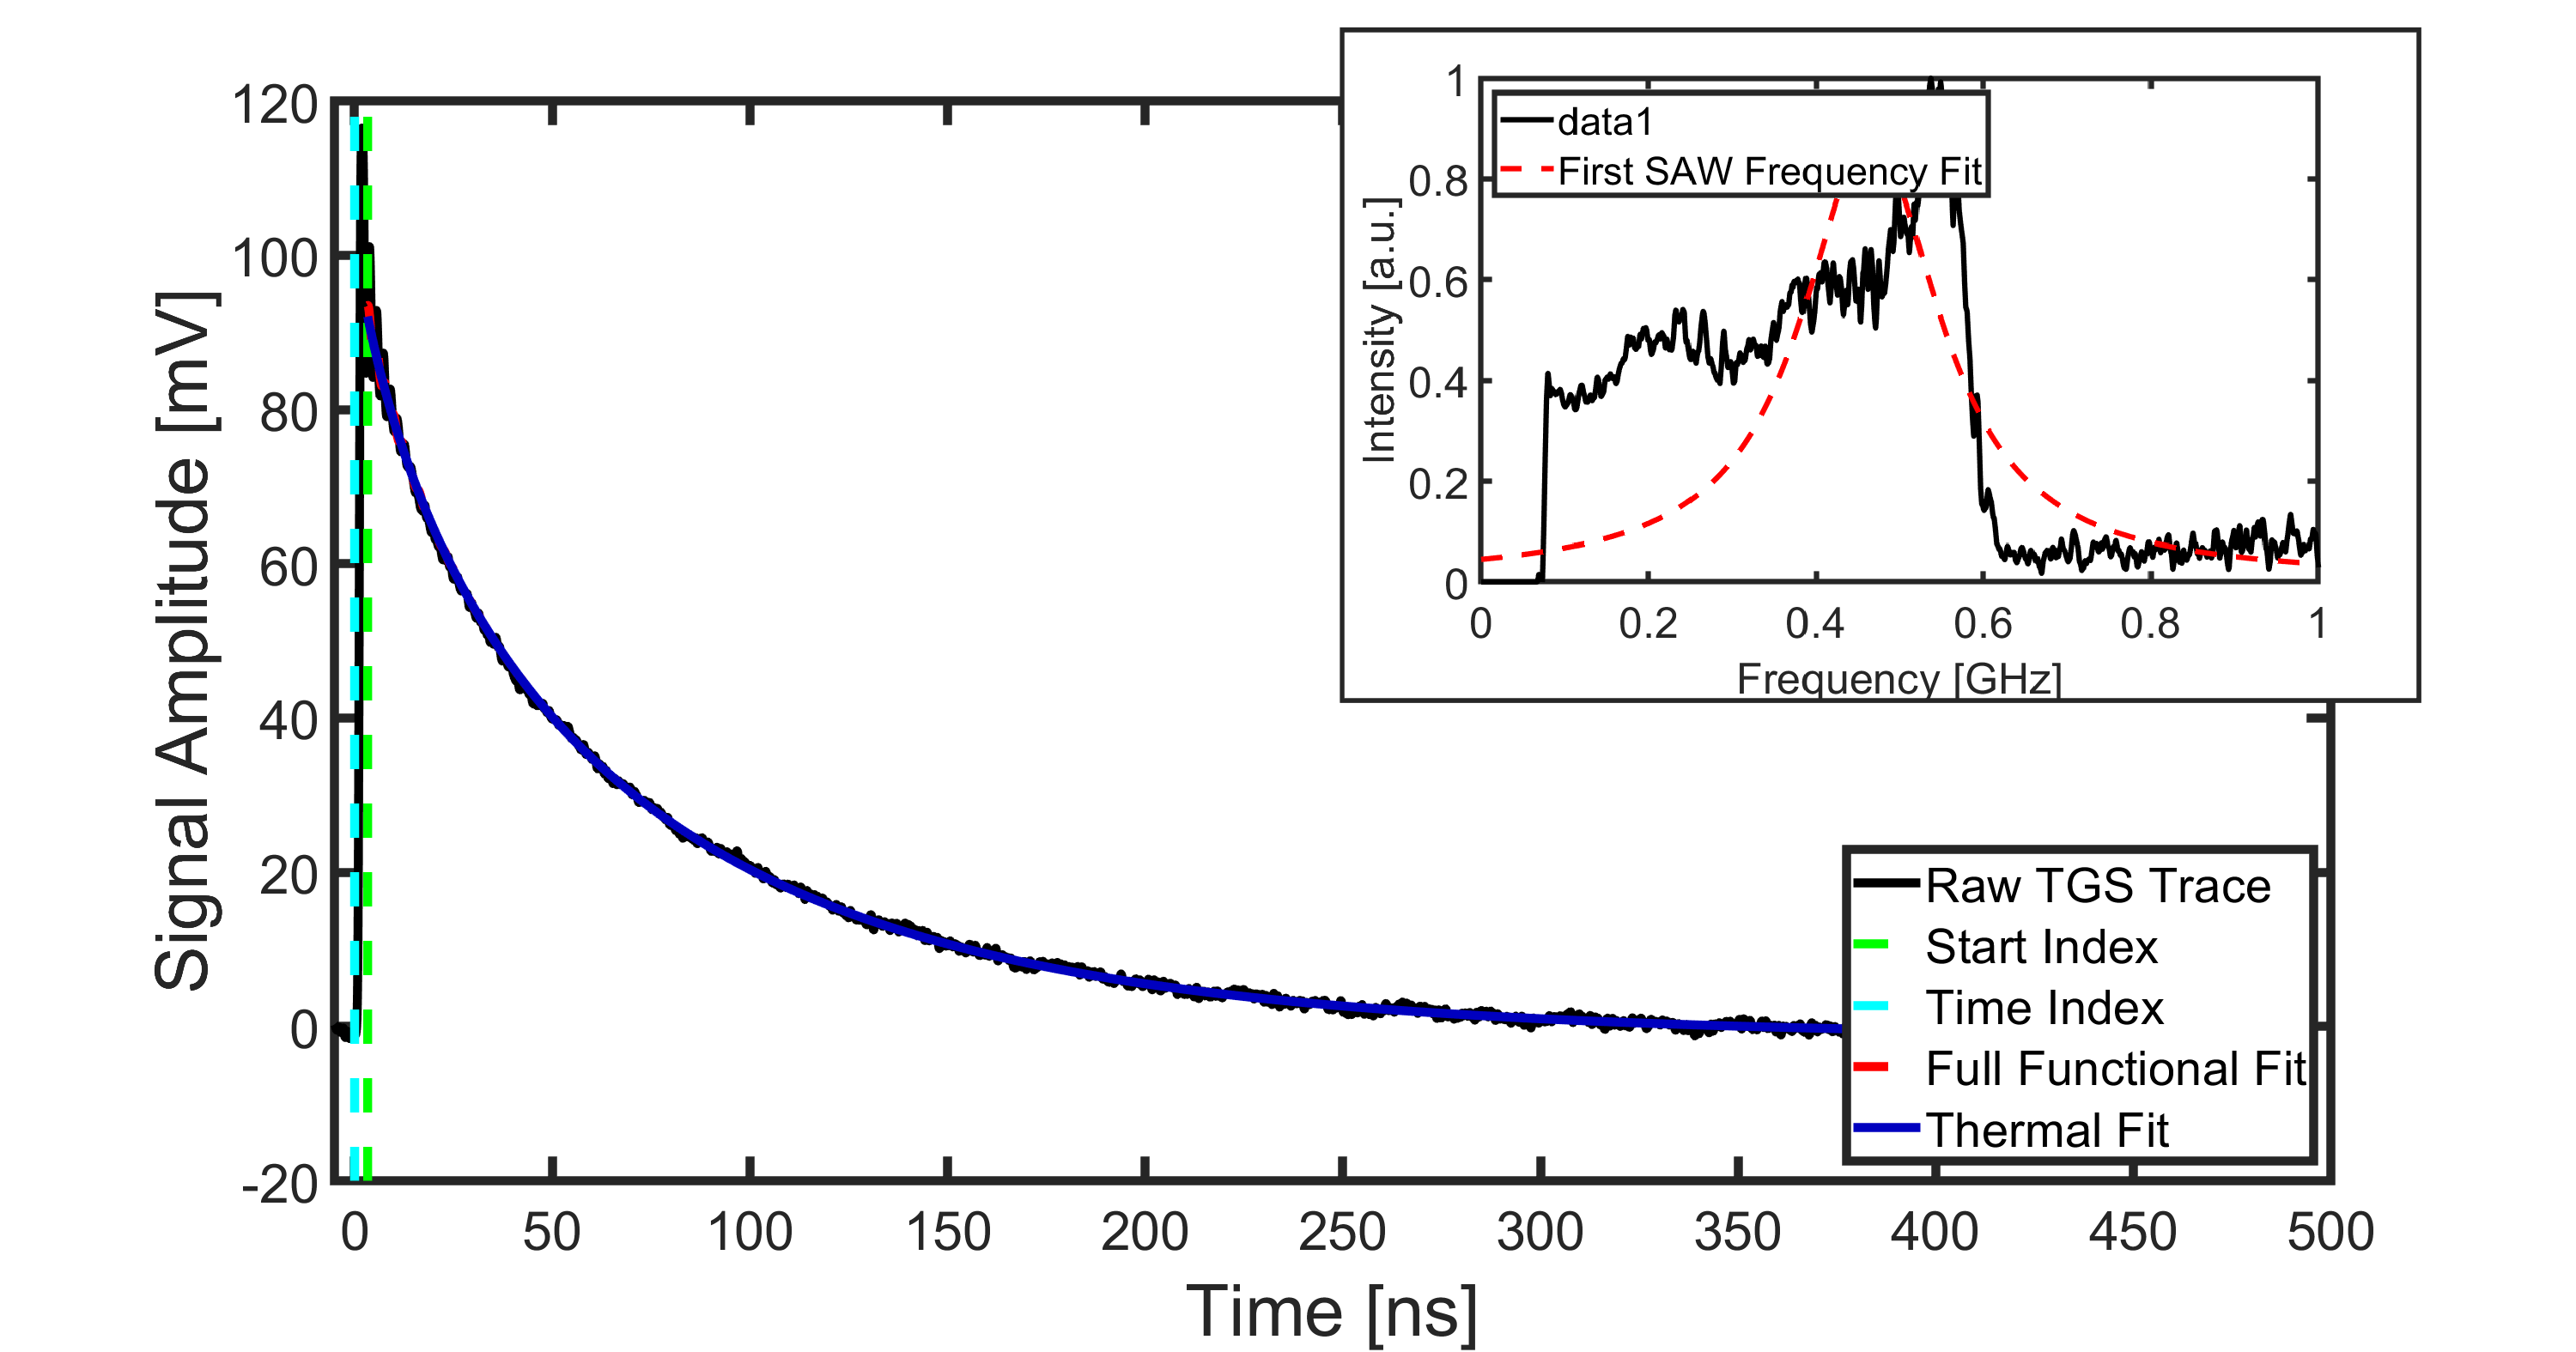 120
100
80
60
40
20
0
-20
Signal Amplitude [mV]
0 50 100 150 200 250 300 350 400 450 500
Time [ns]
1
0.8
0.6
0.4
0.2
0
Intensity [a.u.]
data1
First SAW Frequency Fit
0 0.2 0.4 0.6 0.8 1
Frequency [GHz]
Raw TGS Trace
Start Index
Time Index
Full Functional Fit
Thermal Fit